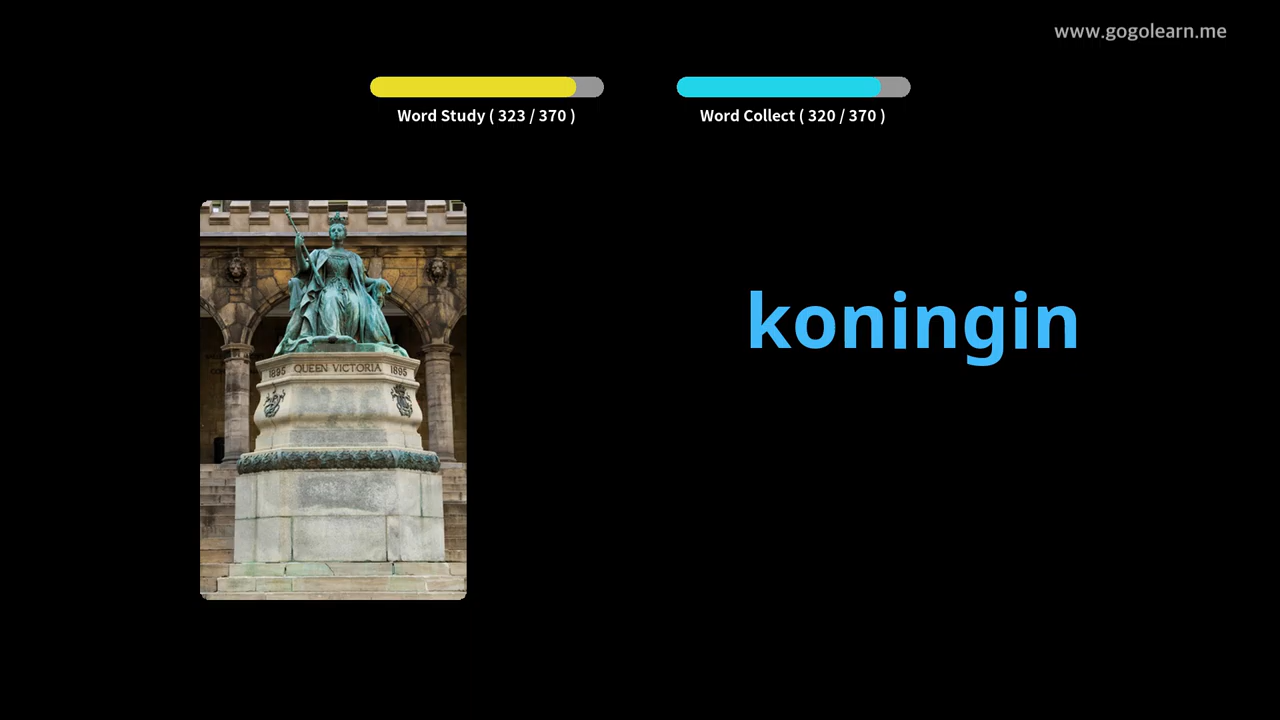 www.gogolearn.me
Word Study ( 323 / 370 )
Word Collect ( 320 / 370 )
koningin
1895 QUEEN VICTORIA 1895